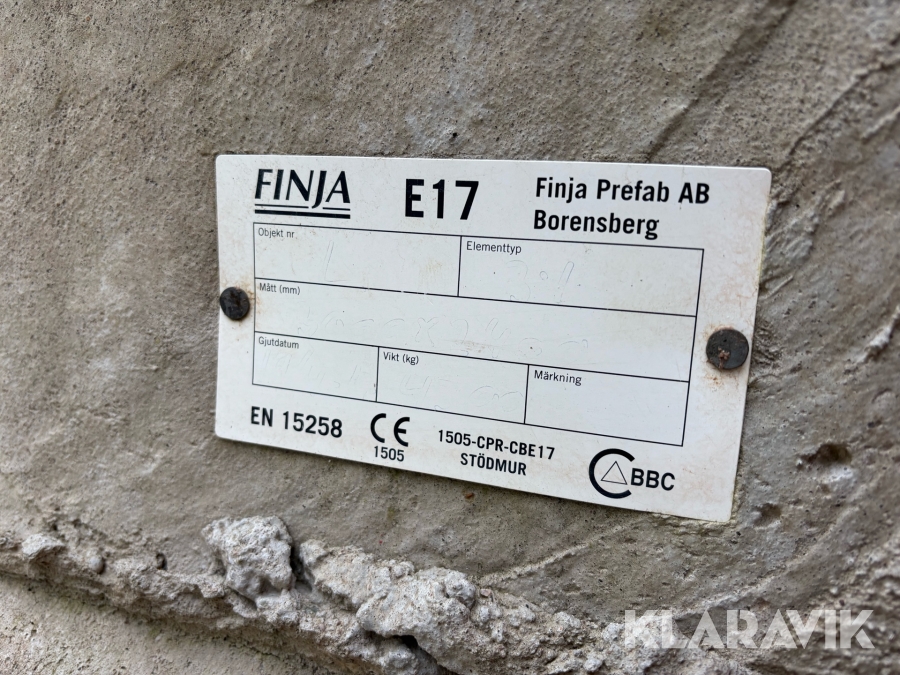 FINJA
E17
Finja Prefab AB
Borensberg
Objekt nr
Elementtyp
Mått (mm)
Gjutdatum
Vikt (kg)
Märkning
EN 15258
CE
1505
1505-CPR-CBE17
STÖDMUR
BBC
KLARAVIK